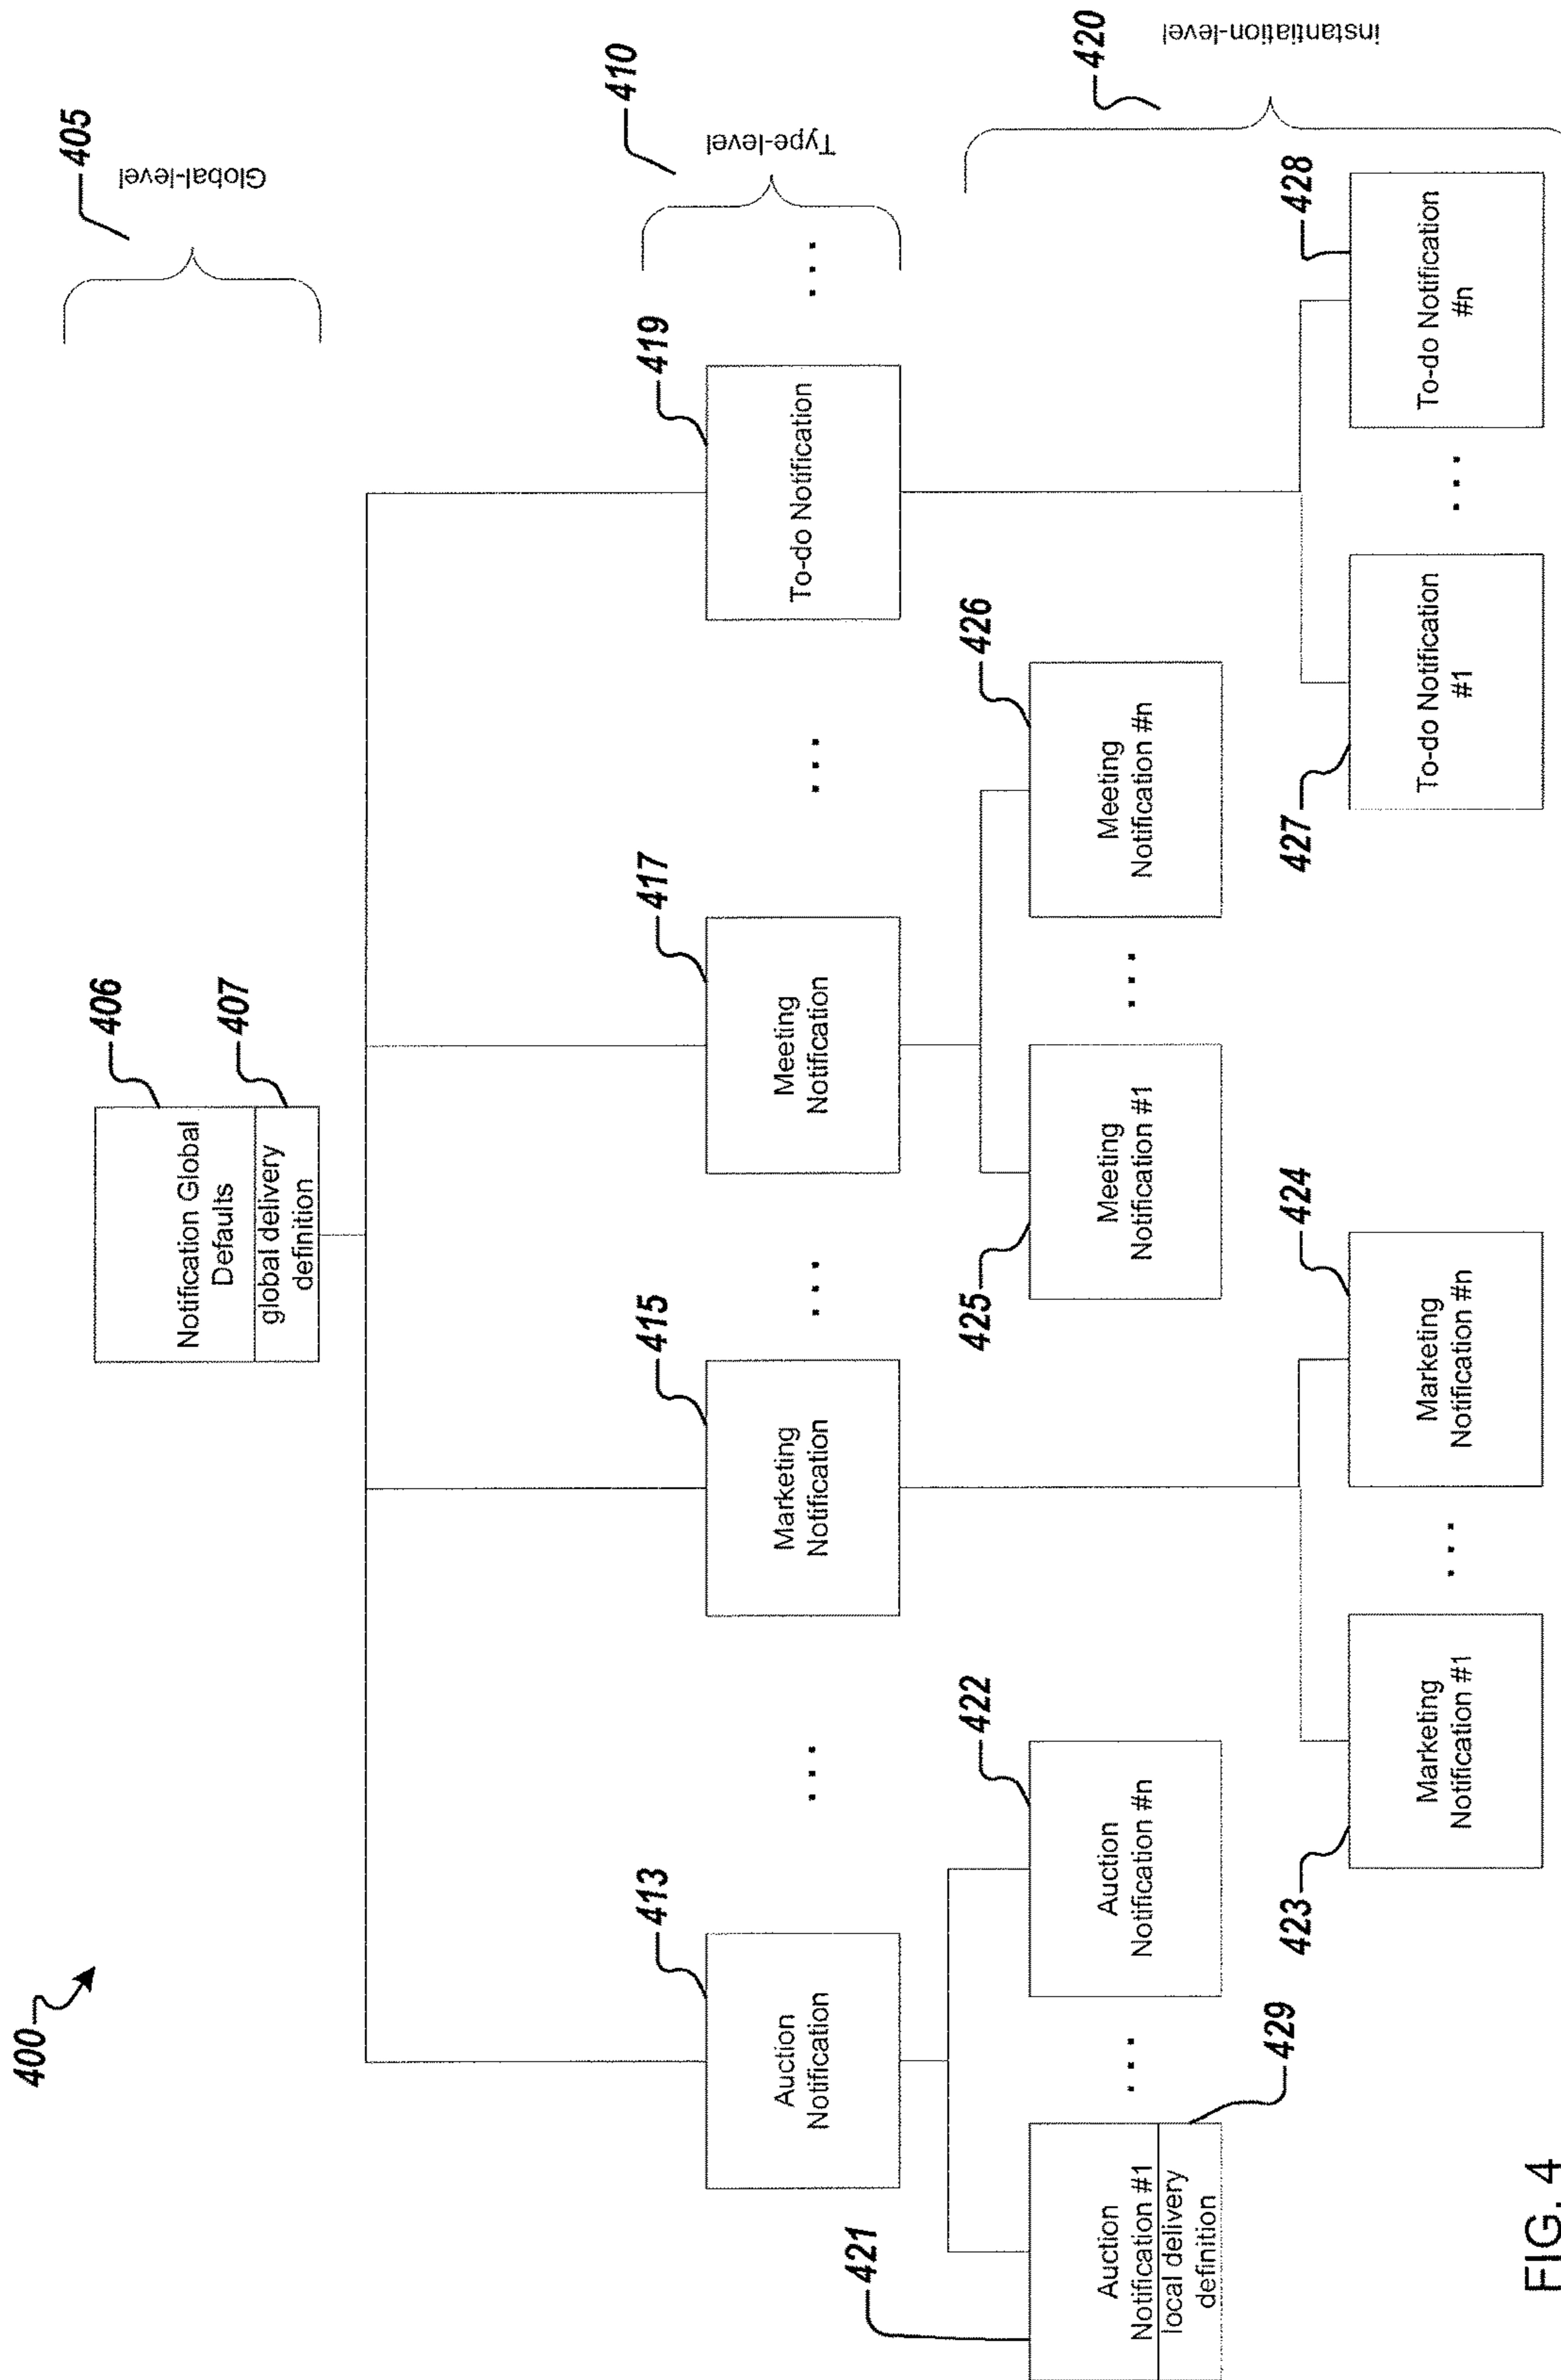 400
405
Global-level
406
Notification Global
Defaults
407
global delivery
definition
410
Type-level
413
Auction
Notification
...
415
Marketing
Notification
...
417
Meeting
Notification
...
419
To-do Notification
...
420
instantiation-level
421
Auction
Notification #1
local delivery
definition
429
...
422
Auction
Notification #n
425
Meeting
Notification #1
...
426
Meeting
Notification #n
423
Marketing
Notification #1
...
424
Marketing
Notification #n
427
To-do Notification
#1
...
428
To-do Notification
#n
FIG. 4